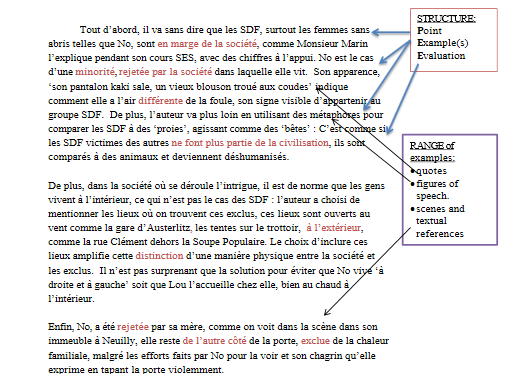 Tout d'abord, il va sans dire que les SDF, surtout les femmes sans
abris telles que No, sont en marge de la société, comme Monsieur Marin
l'explique pendant son cours SES, avec des chiffres à l'appui. No est le cas
d'une minorité, rejetée par la société dans laquelle elle vit.  Son apparence,
'son pantalon kaki sale, un vieux blouson troué aux coudes' indique
comment elle a l'air différente de la foule, son signe visible d'appartenir au
groupe SDF.  De plus, l'auteur va plus loin en utilisant des métaphores pour
comparer les SDF à des 'proies', agissant comme des 'bêtes' : C'est comme si
les SDF victimes des autres ne font plus partie de la civilisation, ils sont
comparés à des animaux et deviennent déshumanisés.
De plus, dans la société où se déroule l'intrigue, il est de norme que les gens
vivent à l'intérieur, ce qui n'est pas le cas des SDF : l'auteur a choisi de
mentionner les lieux où on trouvent ces exclus, ces lieux sont ouverts au
vent comme la gare d'Austerlitz, les tentes sur le trottoir,  à l'extérieur,
comme la rue Clément dehors la Soupe Populaire. Le choix d'inclure ces
lieux amplifie cette distinction d'une manière physique entre la société et
les exclus.  Il n'est pas surprenant que la solution pour éviter que No vive 'à
droite et à gauche' soit que Lou l'accueille chez elle, bien au chaud à
l'intérieur.
Enfin, No, a été rejetée par sa mère, comme on voit dans la scène dans son
immeuble à Neuilly, elle reste de l'autre côté de la porte, exclue de la chaleur
familiale, malgré les efforts faits par No pour la voir et son chagrin qu'elle
exprime en tapant la porte violemment.
STRUCTURE:
Point
Example(s)
Evaluation
RANGE of
examples:
•quotes
•figures of
speech.
•scenes and
textual
references